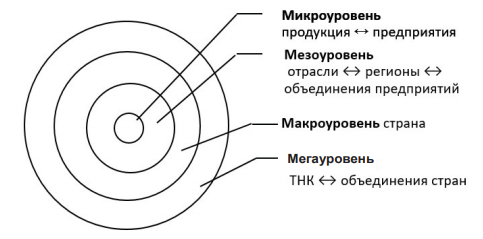 Микроуровень
продукция ↔ предприятия
Мезоуровень
отрасли ↔ регионы ↔
объединения предприятий
Макроуровень страна
Мегауровень
ТНК ↔ объединения стран